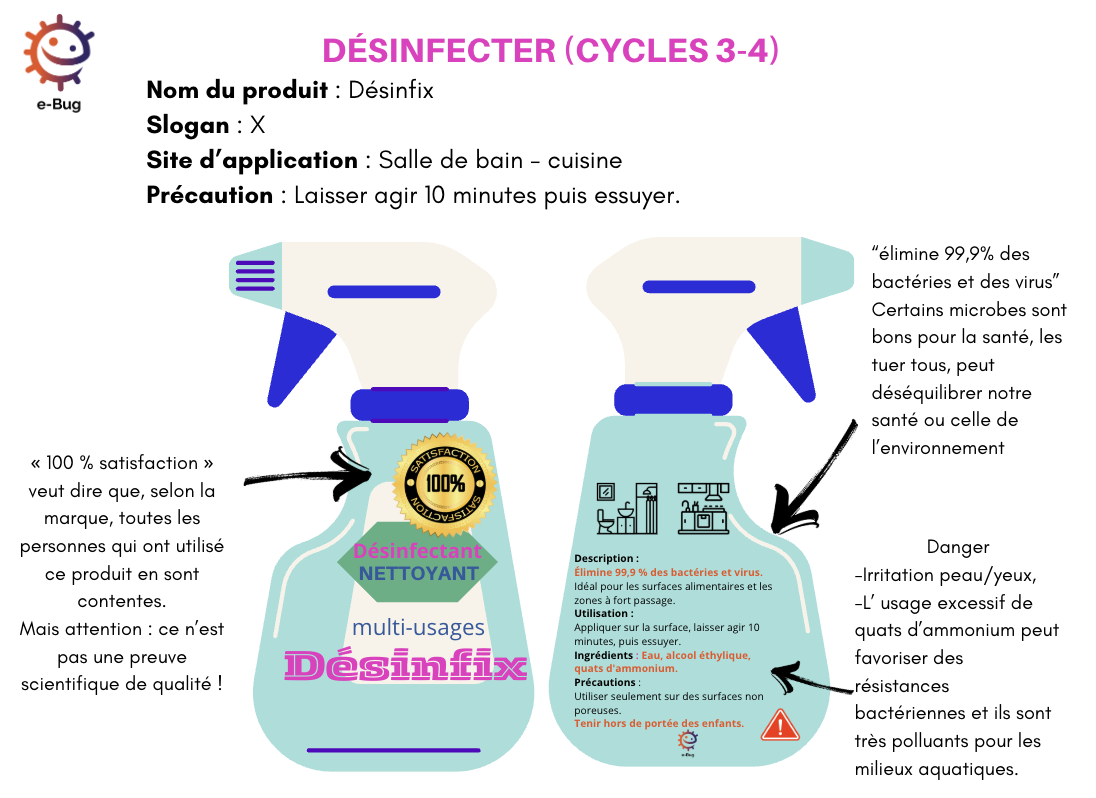 e-Bug
DÉSINFECTER (CYCLES 3-4)
Nom du produit : Désinfix
Slogan : X
Site d’application : Salle de bain - cuisine
Précaution : Laisser agir 10 minutes puis essuyer.
« 100 % satisfaction »
veut dire que, selon la
marque, toutes les
personnes qui ont utilisé
ce produit en sont
contentes.
Mais attention : ce n’est
pas une preuve
scientifique de qualité !
SATISFACTION
100%
SATISFACTION
Désinfectant
NETTOYANT
multi-usages
Désinfix
Description :
Élimine 99,9 % des bactéries et virus.
Idéal pour les surfaces alimentaires et les
zones à fort passage.
Utilisation :
Appliquer sur la surface, laisser agir 10
minutes, puis essuyer.
Ingrédients : Eau, alcool éthylique,
quats d'ammonium.
Précautions :
Utiliser seulement sur des surfaces non
poreuses.
Tenir hors de portée des enfants.
e-Bug
“élimine 99,9% des
bactéries et des virus”
Certains microbes sont
bons pour la santé, les
tuer tous, peut
déséquilibrer notre
santé ou celle de
l’environnement
Danger
-Irritation peau/yeux,
-L’ usage excessif de
quats d’ammonium peut
favoriser des
résistances
bactériennes et ils sont
très polluants pour les
milieux aquatiques.